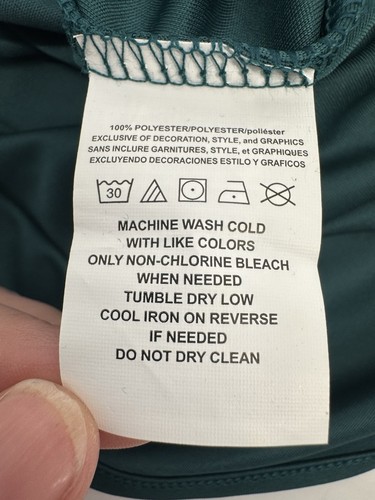 100% POLYESTER/POLYESTER/poliéster
EXCLUSIVE OF DECORATION, STYLE, and GRAPHICS
SANS INCLURE GARNITURES, STYLE, et GRAPHIQUES
EXCLUYENDO DECORACIONES ESTILO Y GRAFICOS
30
MACHINE WASH COLD
WITH LIKE COLORS
ONLY NON-CHLORINE BLEACH
WHEN NEEDED
TUMBLE DRY LOW
COOL IRON ON REVERSE
IF NEEDED
DO NOT DRY CLEAN